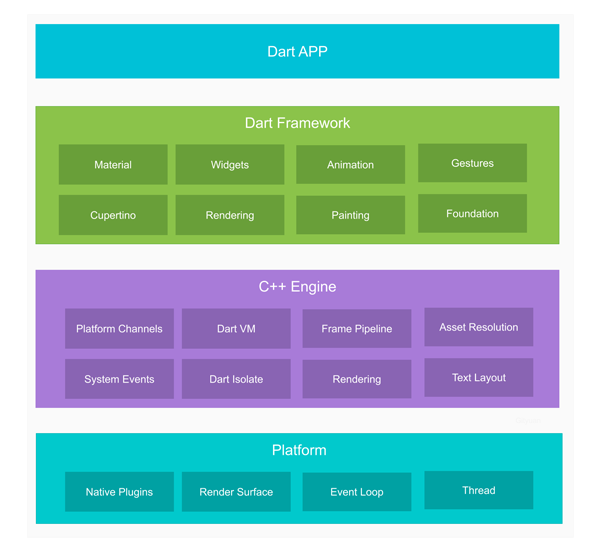 Dart APP
Dart Framework
Material
Widgets
Animation
Gestures
Cupertino
Rendering
Painting
Foundation
C++ Engine
Platform Channels
Dart VM
Frame Pipeline
Asset Resolution
System Events
Dart Isolate
Rendering
Text Layout
Platform
Native Plugins
Render Surface
Event Loop
Thread